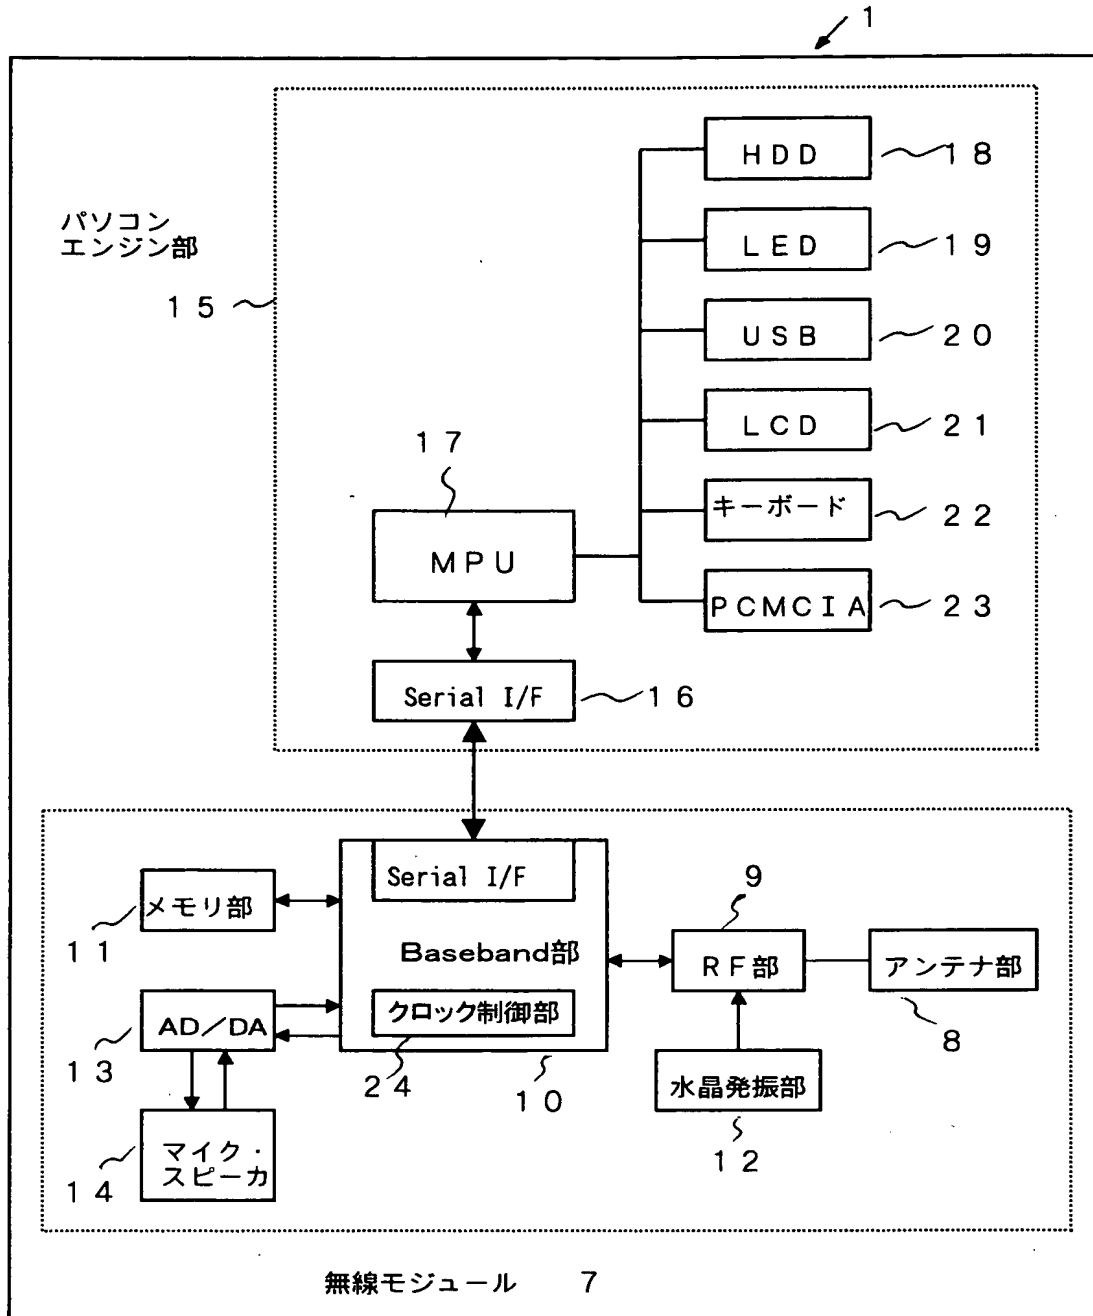 1
HDD 18
パソコン
エンジン部
LED 19
15
USB 20
LCD 21
17
キーボード 22
MPU
PCMCIA 23
Serial I/F 16
Serial I/F
メモリ部
9
11
Baseband部
RF部
アンテナ部
クロック制御部
AD/DA
8
13
24
10
水晶発振部
マイク・
スピーカ
12
14
無線モジュール 7